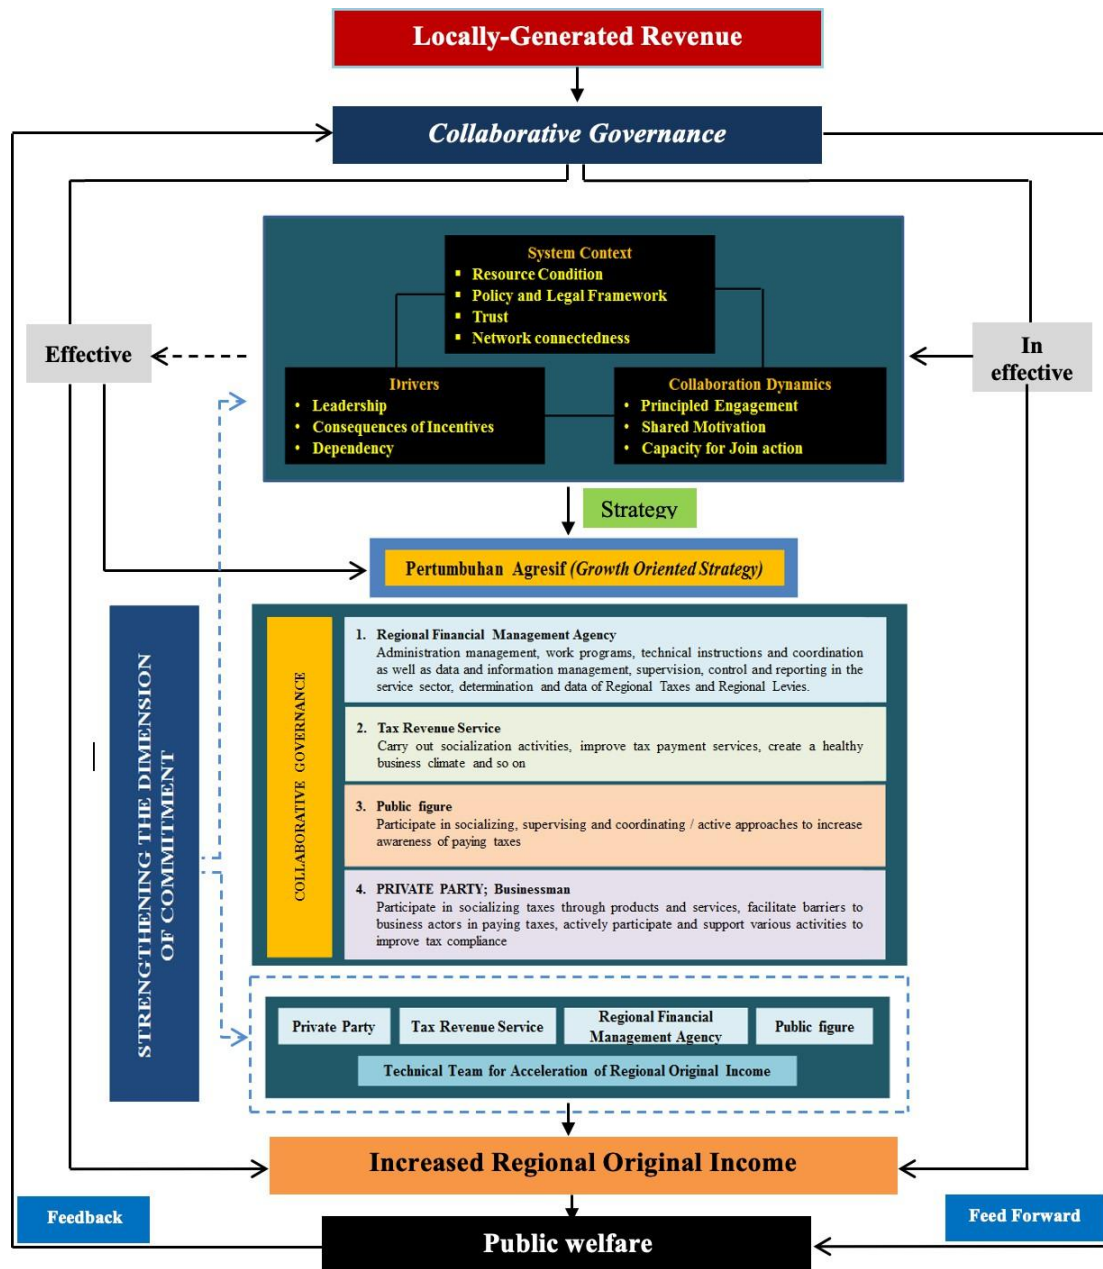 Locally-Generated Revenue
Collaborative Governance
System Context
▪ Resource Condition
▪ Policy and Legal Framework
▪ Trust
▪ Network connectedness
Effective
In
effective
Drivers
• Leadership
• Consequences of Incentives
• Dependency
Collaboration Dynamics
• Principled Engagement
• Shared Motivation
• Capacity for Join action
Strategy
Pertumbuhan Agresif (Growth Oriented Strategy)
STRENGTHENING THE DIMENSION
OF COMMITMENT
COLLABORATIVE GOVERNANCE
1. Regional Financial Management Agency
Administration management, work programs, technical instructions and coordination
as well as data and information management, supervision, control and reporting in the
service sector, determination and data of Regional Taxes and Regional Levies.
2. Tax Revenue Service
Carry out socialization activities, improve tax payment services, create a healthy
business climate and so on
3. Public figure
Participate in socializing, supervising and coordinating / active approaches to increase
awareness of paying taxes
4. PRIVATE PARTY; Businessman
Participate in socializing taxes through products and services, facilitate barriers to
business actors in paying taxes, actively participate and support various activities to
improve tax compliance
Private Party
Tax Revenue Service
Regional Financial
Management Agency
Public figure
Technical Team for Acceleration of Regional Original Income
Increased Regional Original Income
Feedback
Feed Forward
Public welfare